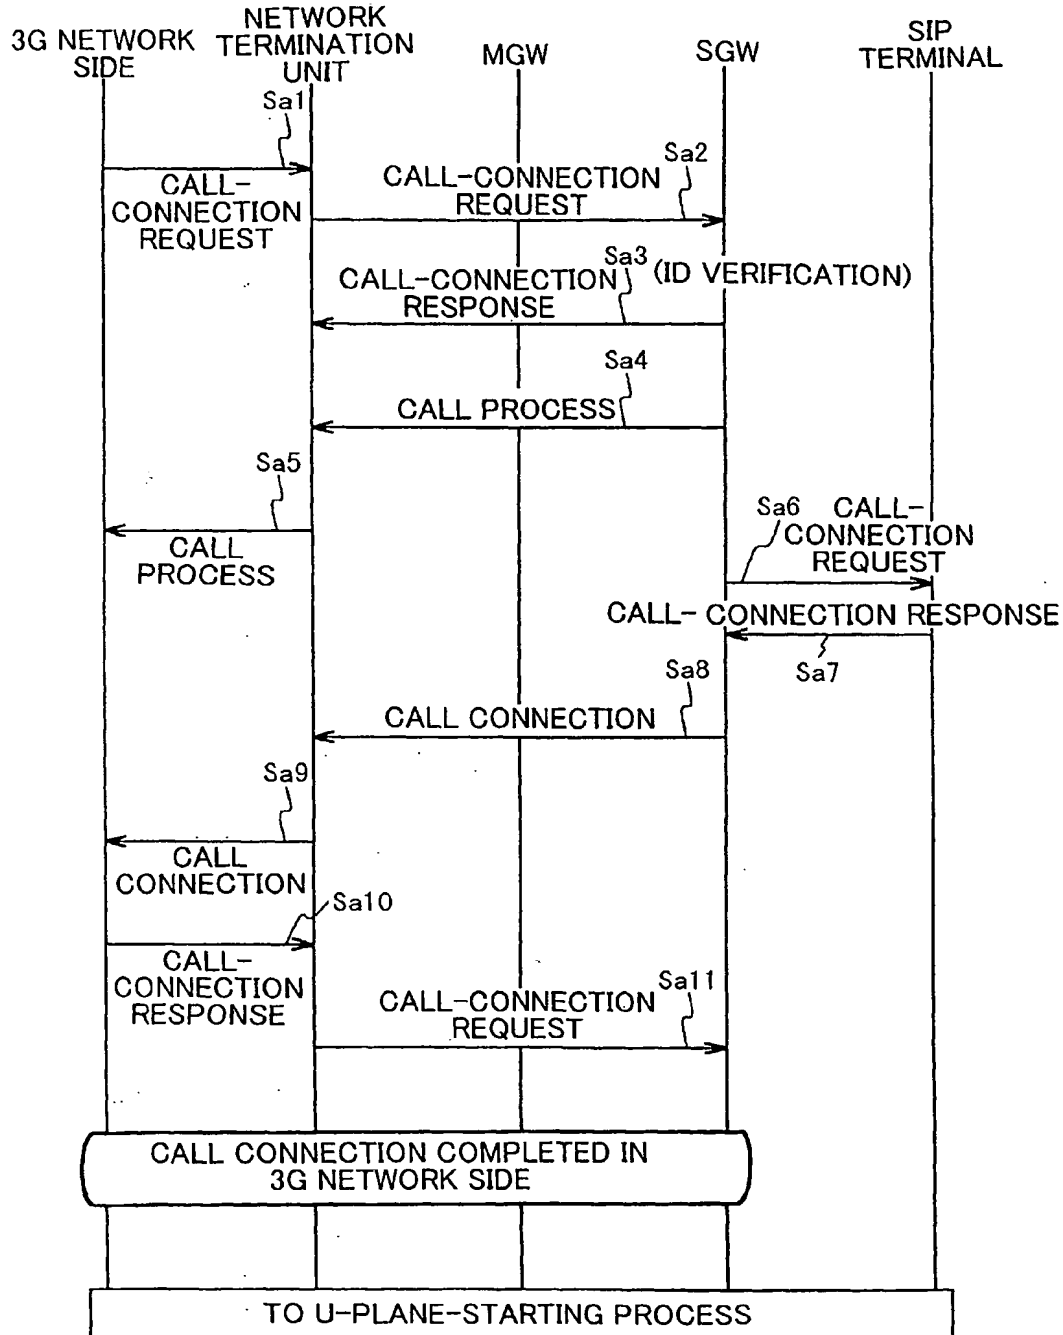 3G NETWORK
SIDE
NETWORK
TERMINATION
UNIT
MGW
SGW
SIP
TERMINAL
Sa1
CALL-
CONNECTION
REQUEST
CALL-CONNECTION
REQUEST
Sa2
CALL-CONNECTION
RESPONSE
Sa3
(ID VERIFICATION)
Sa4
CALL PROCESS
Sa5
CALL
PROCESS
Sa6
CALL-
CONNECTION
REQUEST
CALL- CONNECTION RESPONSE
Sa7
Sa8
CALL CONNECTION
Sa9
CALL
CONNECTION
Sa10
CALL-
CONNECTION
RESPONSE
CALL-CONNECTION
REQUEST
Sa11
CALL CONNECTION COMPLETED IN
3G NETWORK SIDE
TO U-PLANE-STARTING PROCESS